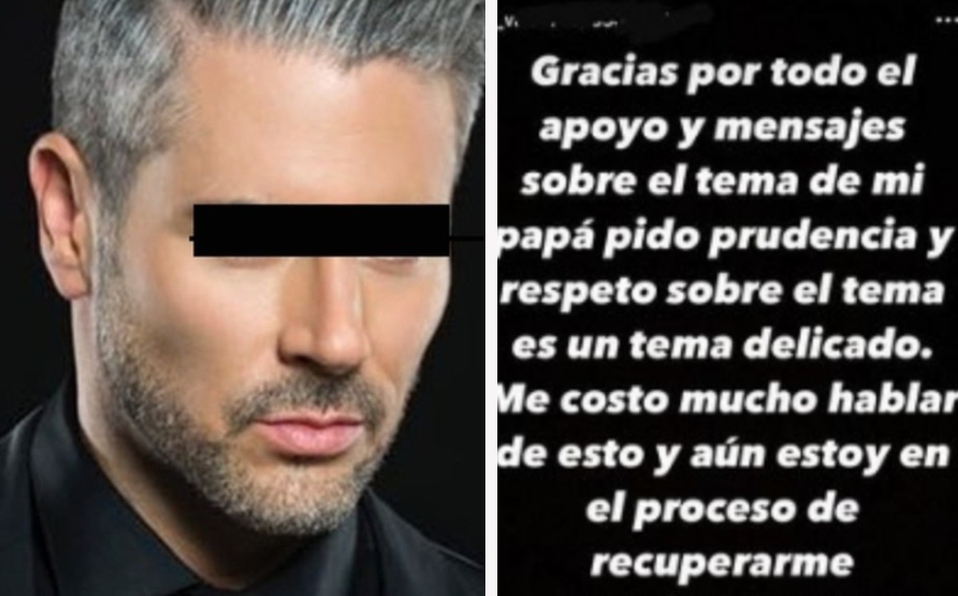 Gracias por todo el
apoyo y mensajes
sobre el tema de mi
papá pido prudencia y
respeto sobre el tema
es un tema delicado.
Me costo mucho hablar
de esto y aún estoy en
el proceso de
recuperarme